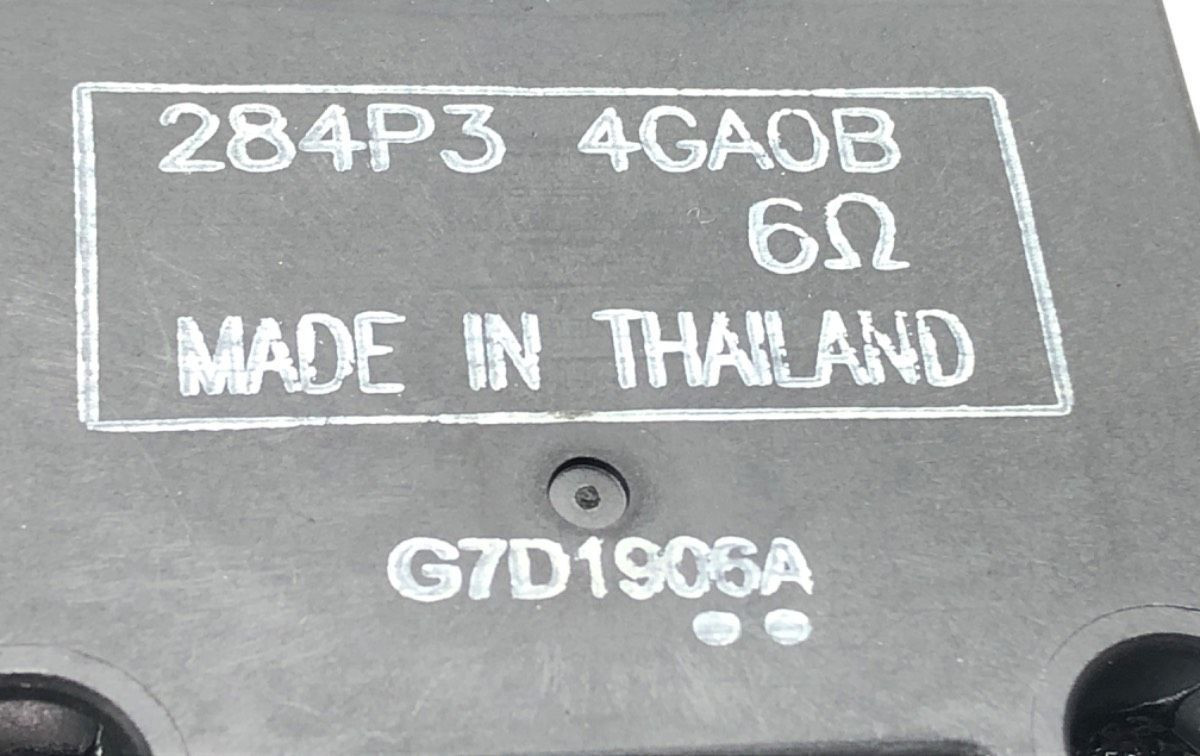 284P3 4GA0B
6Ω
MADE IN THAILAND
G7D1906A